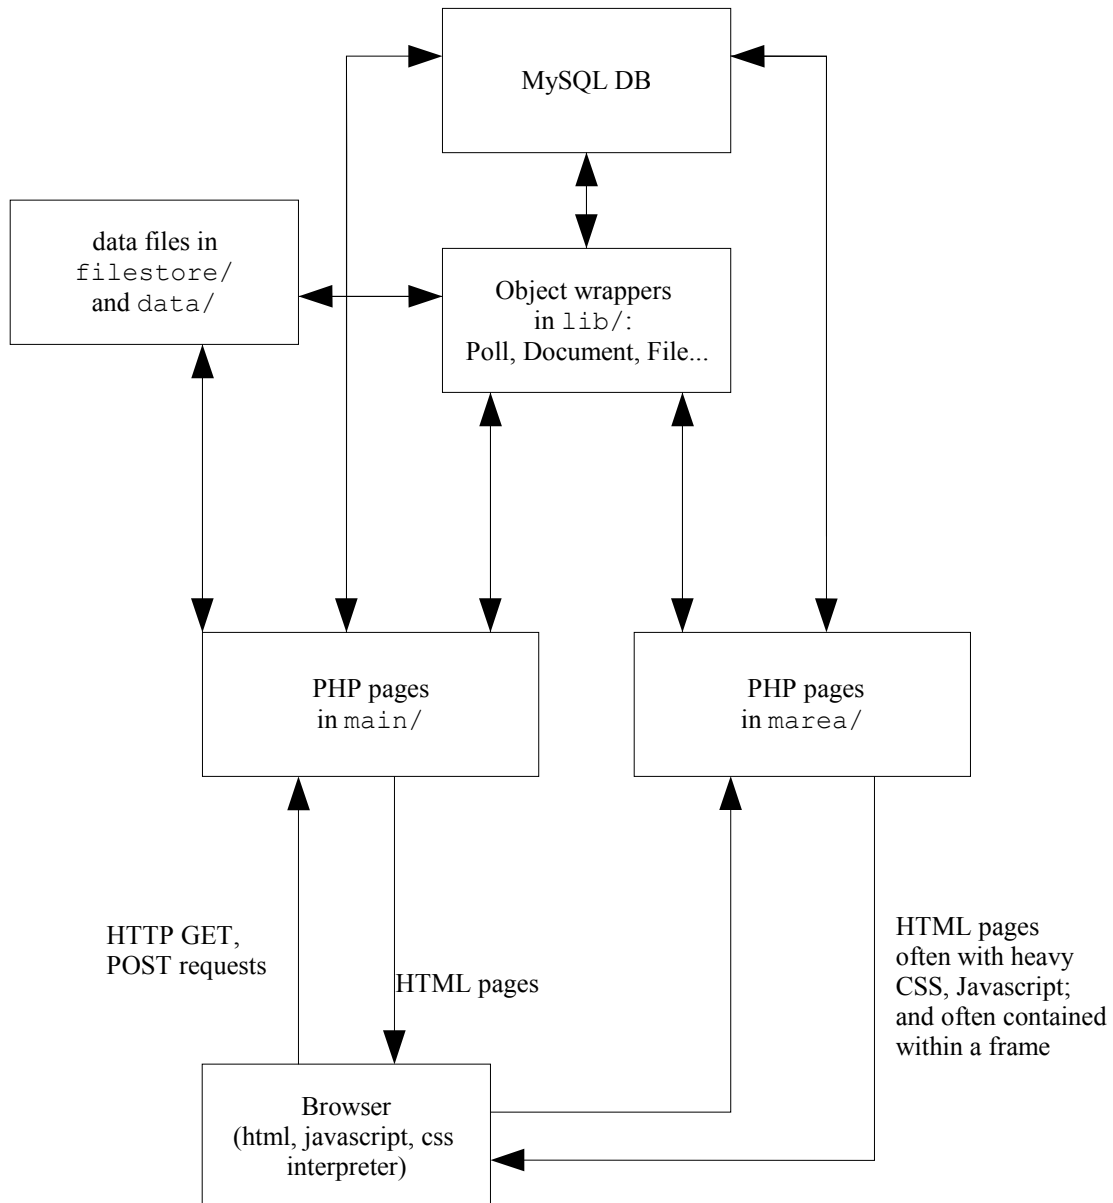 MySQL DB
data files in
filestore/
and data/
Object wrappers
in lib/:
Poll, Document, File...
PHP pages
in main/
PHP pages
in marea/
HTTP GET,
POST requests
HTML pages
HTML pages
often with heavy
CSS, Javascript;
and often contained
within a frame
Browser
(html, javascript, css
interpreter)